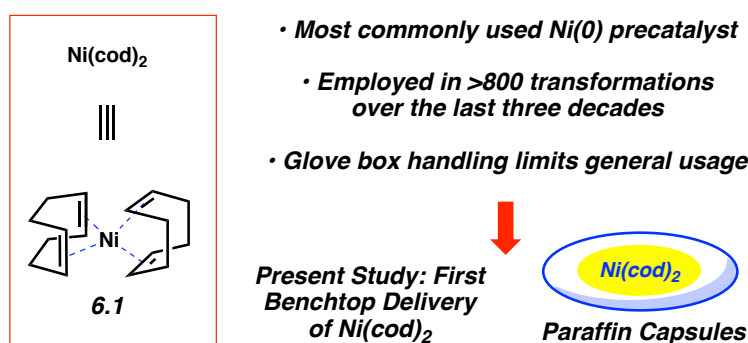 Ni(cod)₂
Ni
6.1
• Most commonly used Ni(0) precatalyst
• Employed in >800 transformations
over the last three decades
• Glove box handling limits general usage
Present Study: First
Benchtop Delivery
of Ni(cod)₂
Ni(cod)₂
Paraffin Capsules